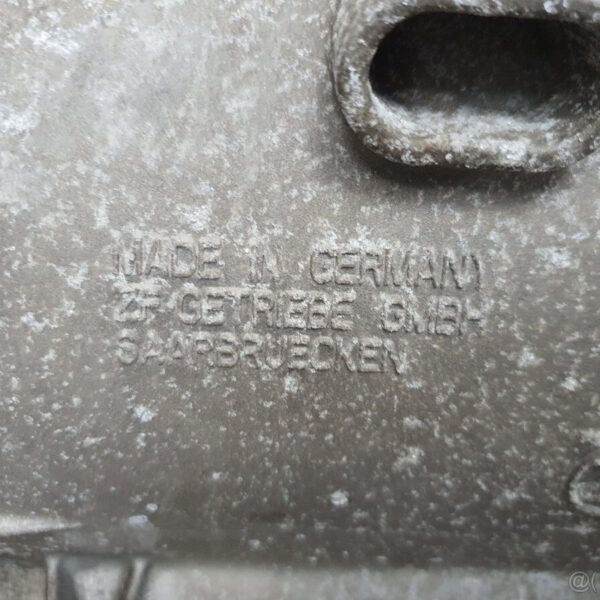 MADE IN GERMANY
ZF-GETRIEBE GMBH
SAARBRUECKEN
@(